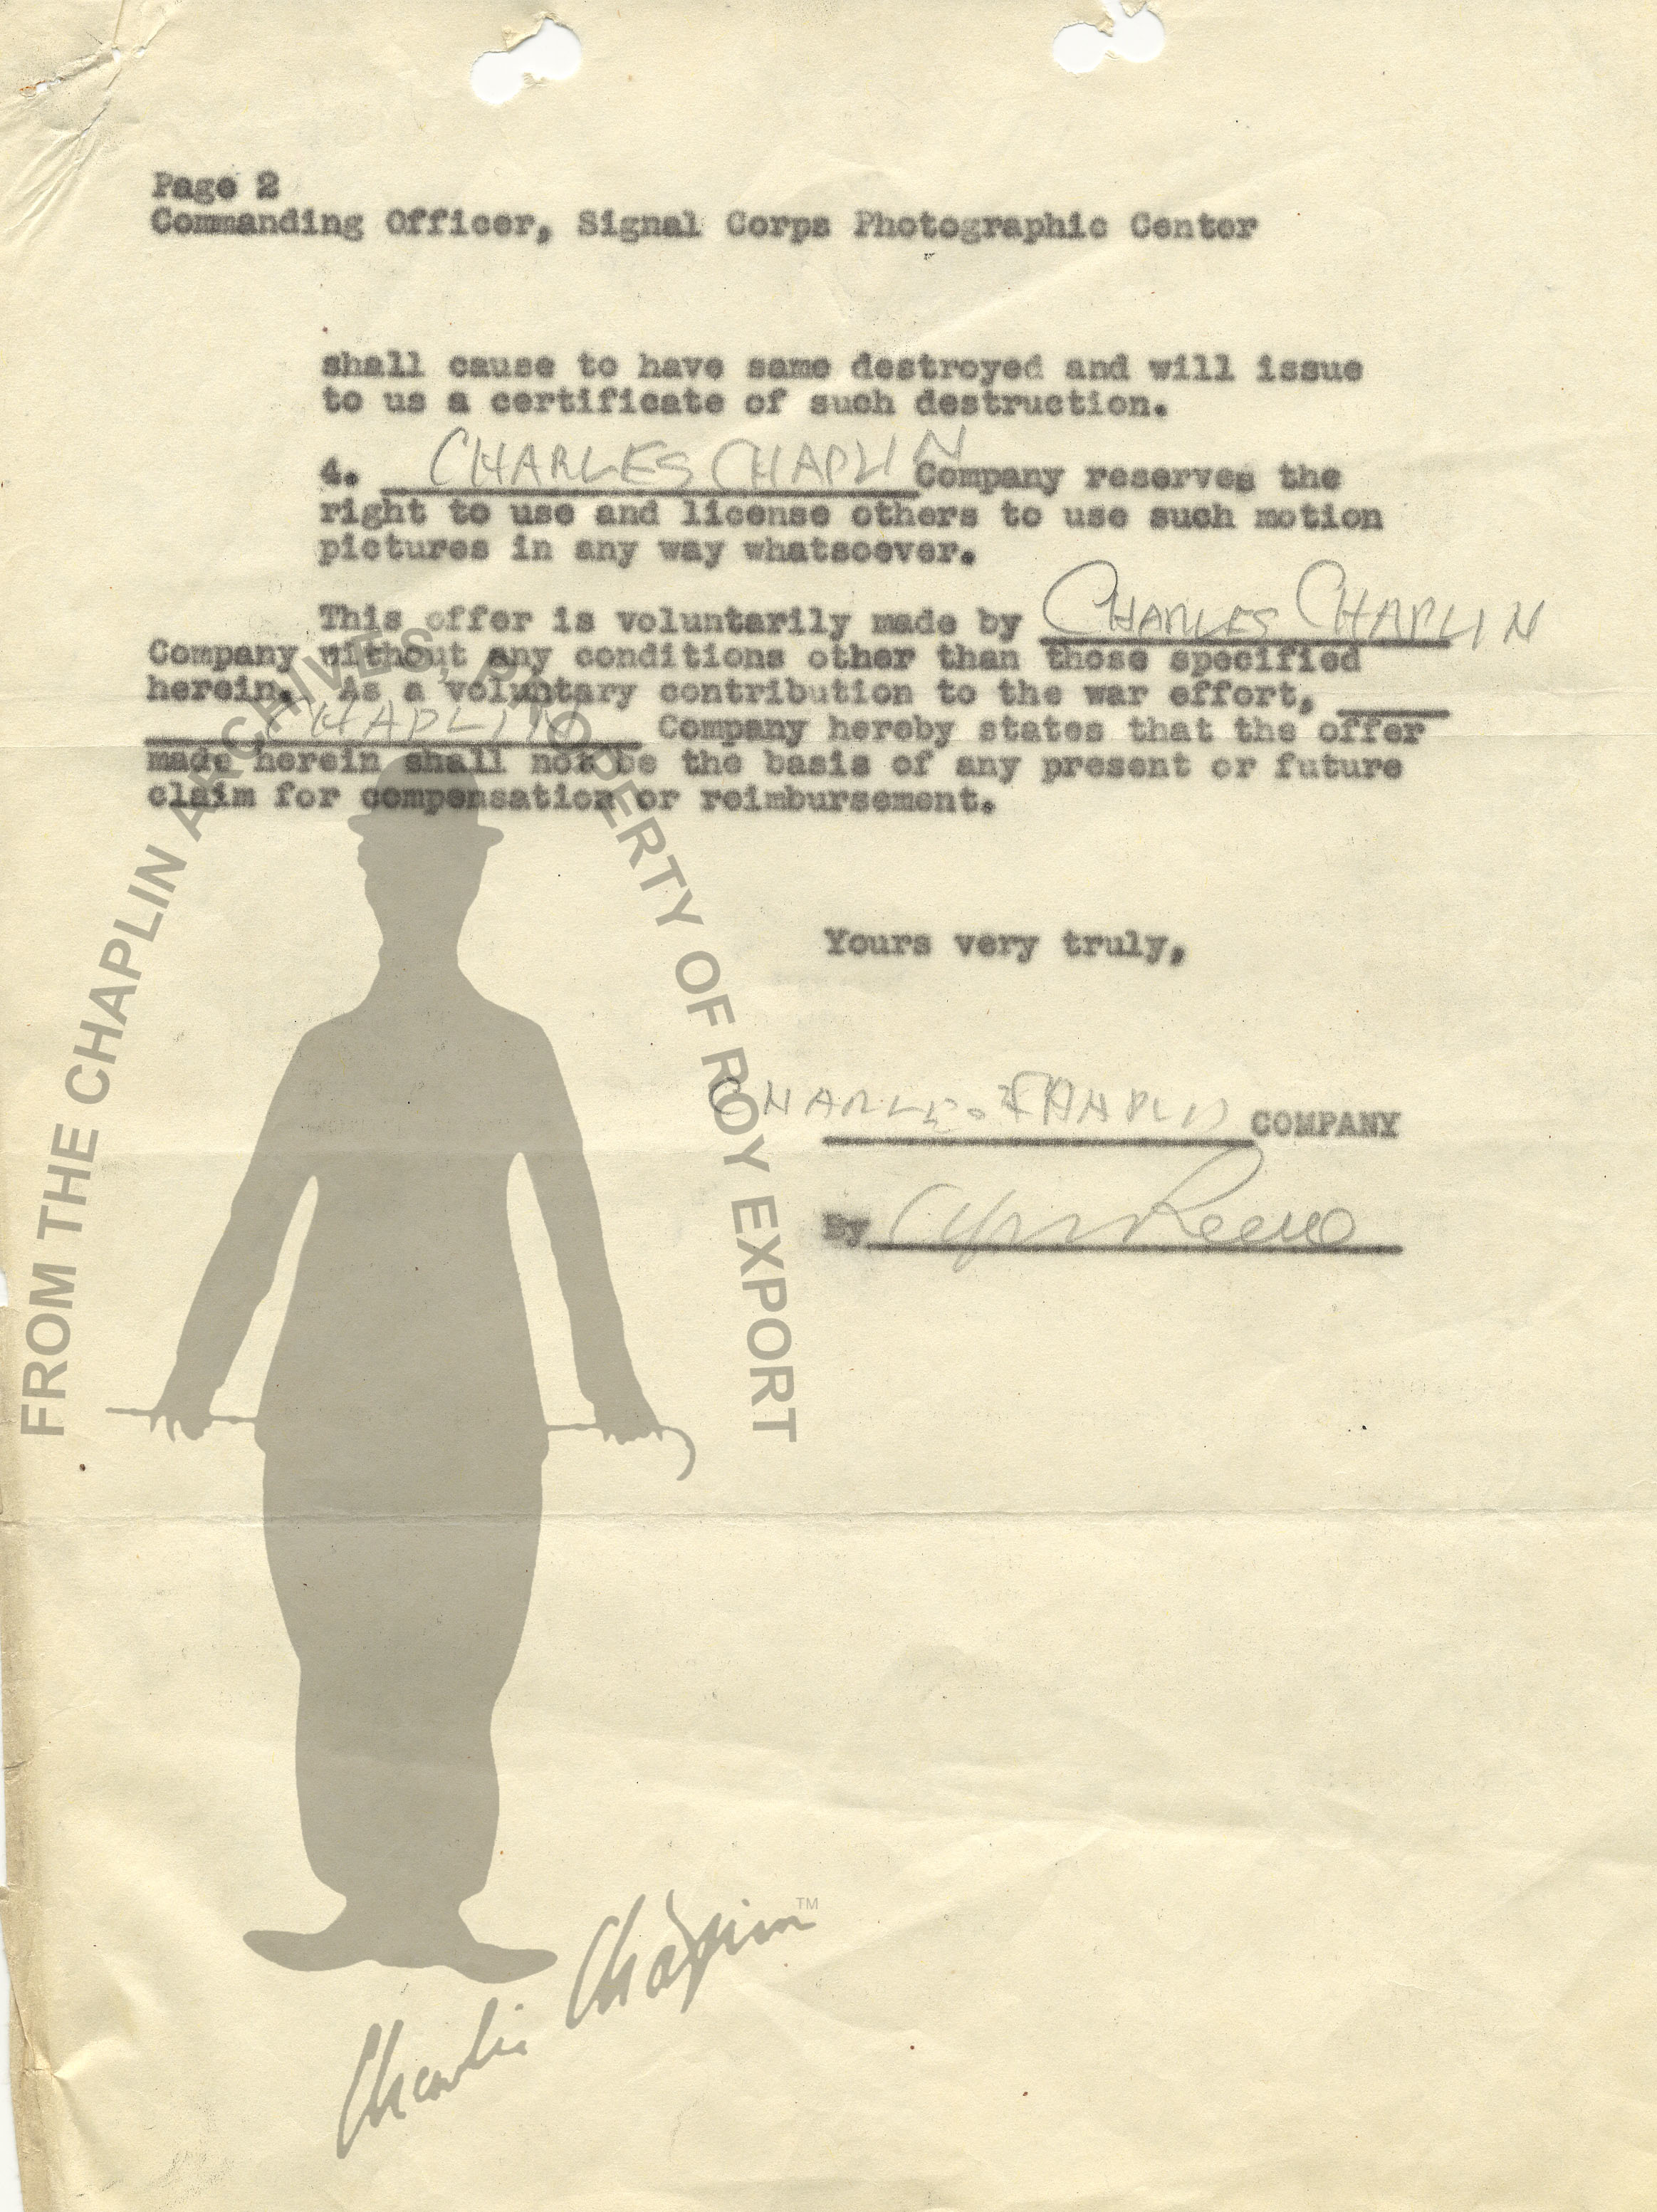 Page 2
Commanding Officer, Signal Corps Photographic Center
shall cause to have same destroyed and will issue
to us a certificate of such destruction.
4. CHARLES CHAPLIN Company reserves the
right to use and license others to use such motion
pictures in any way whatsoever.
This offer is voluntarily made by CHARLES CHAPLIN
Company without any conditions other than those specified
herein. As a voluntary contribution to the war effort,
CHAPLIN Company hereby states that the offer
made herein shall not be the basis of any present or future
claim for compensation or reimbursement.
Yours very truly,
CHARLES CHAPLIN COMPANY
By
FROM THE CHAPLIN ARCHIVES, PROPERTY OF ROY EXPORT
Charlie Chaplin TM